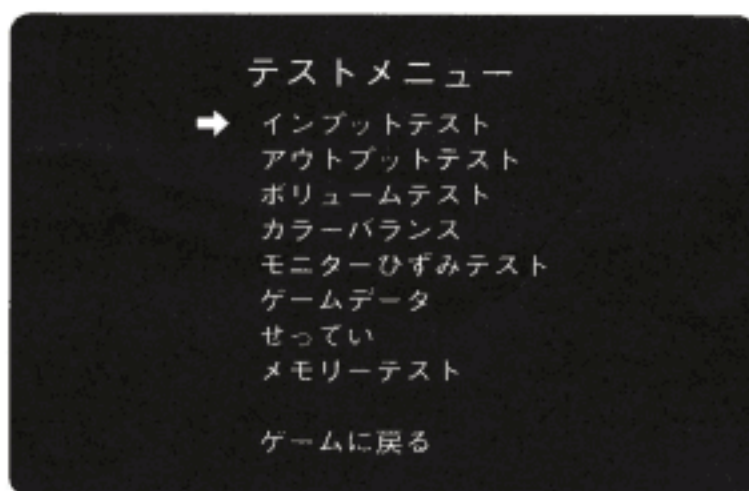 テストメニュー
➡ インプットテスト
アウトプットテスト
ボリュームテスト
カラーバランス
モニターひずみテスト
ゲームデータ
せってい
メモリーテスト
ゲームに戻る